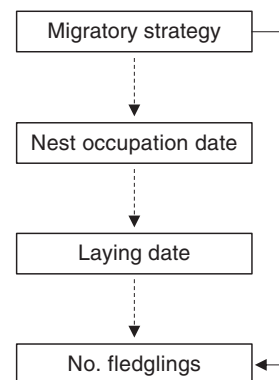 Migratory strategy
Nest occupation date
Laying date
No. fledglings